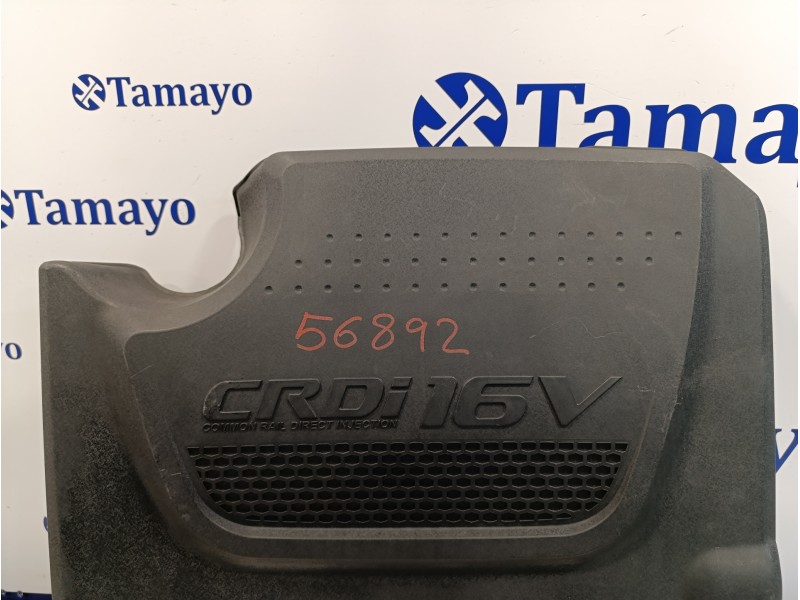 Tamayo
Tamayo
Tamayo
56892
CRDi 16V
COMMON RAIL DIRECT INJECTION